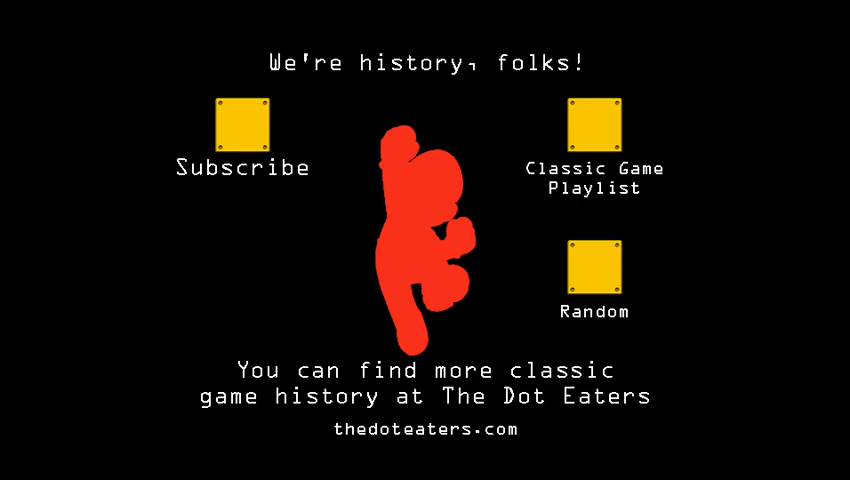 We're history, folks!
Subscribe
Classic Game
Playlist
Random
You can find more classic
game history at The Dot Eaters
thedoteaters.com